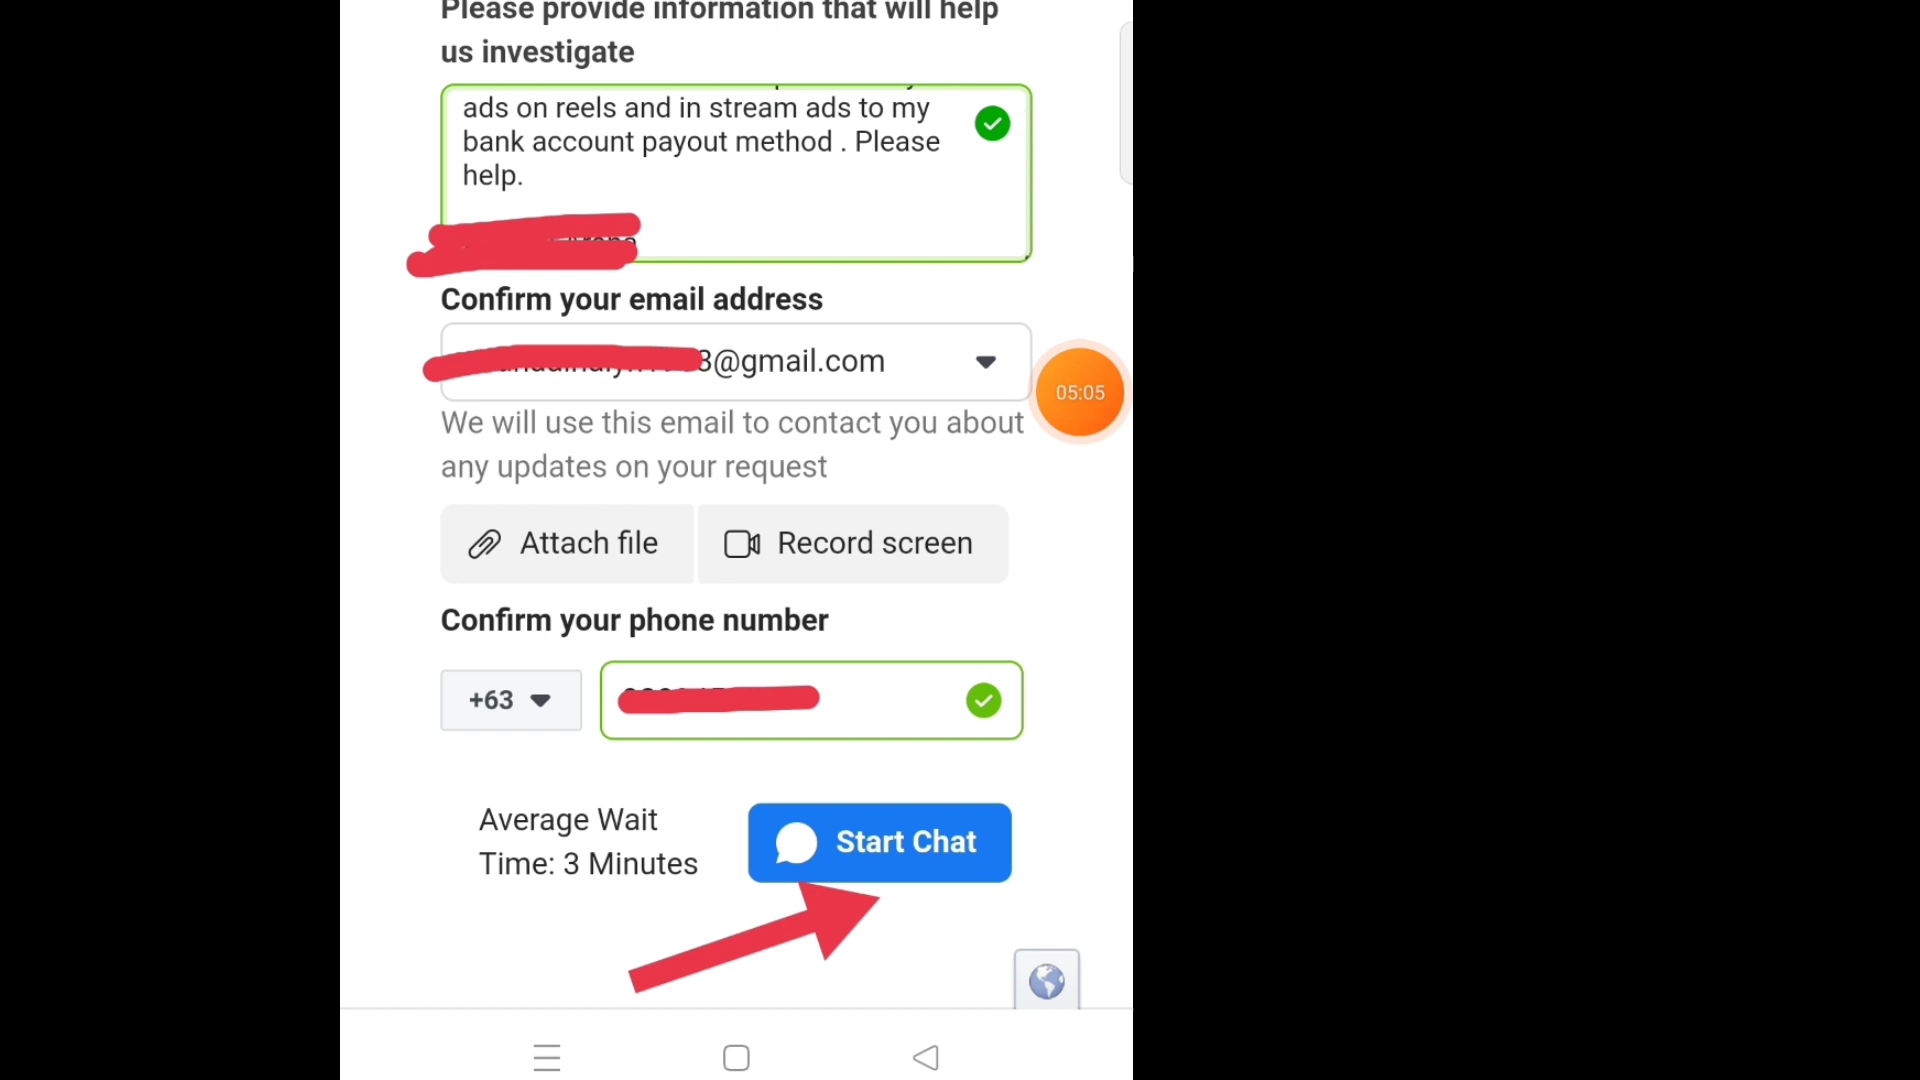 Please provide information that will help
us investigate
ads on reels and in stream ads to my
bank account payout method . Please
help.
Confirm your email address
3@gmail.com
05:05
We will use this email to contact you about
any updates on your request
Attach file
Record screen
Confirm your phone number
+63
Average Wait
Time: 3 Minutes
Start Chat